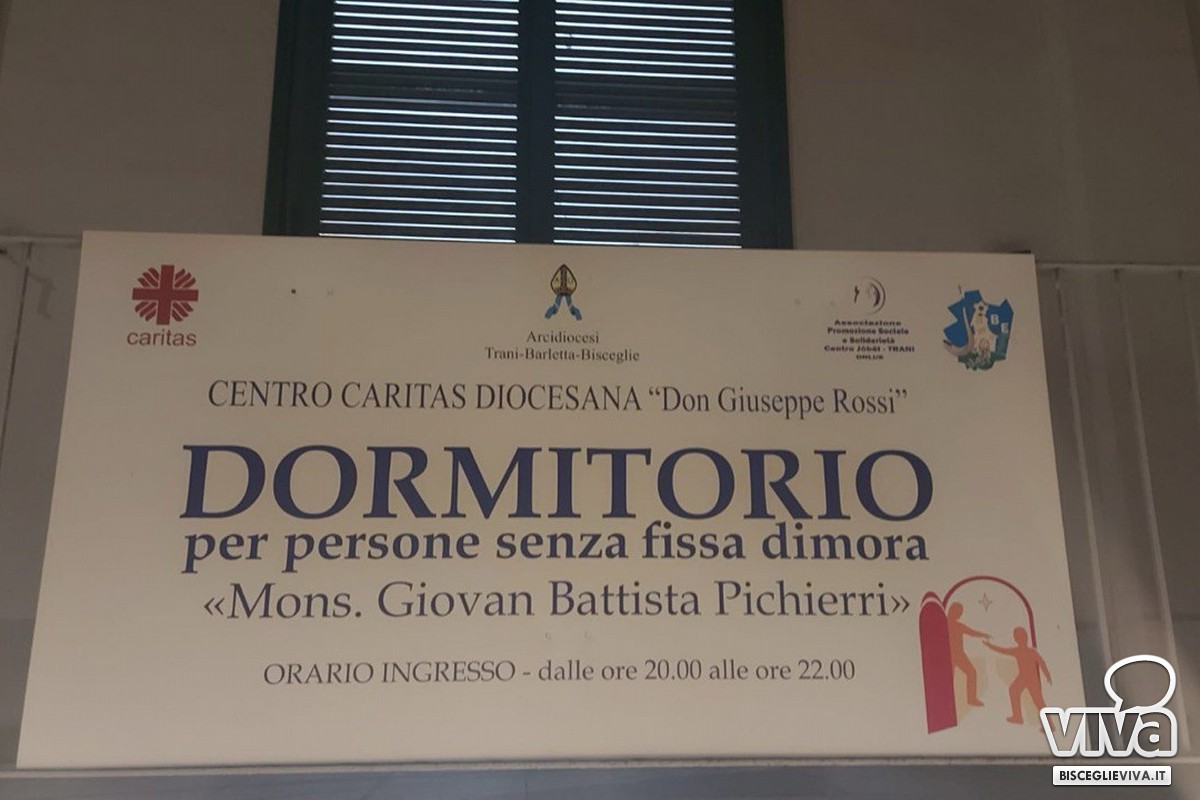 caritas
Arcidiocesi
Trani-Barletta-Bisceglie
Associazione
Promozione Sociale
e Solidarietà
Centro Jobél - TRANI
ONLUS
BE
CENTRO CARITAS DIOCESANA “Don Giuseppe Rossi”
DORMITORIO
per persone senza fissa dimora
«Mons. Giovan Battista Pichierri»
ORARIO INGRESSO - dalle ore 20.00 alle ore 22.00
viva
BISCEGLIEVIVA.IT